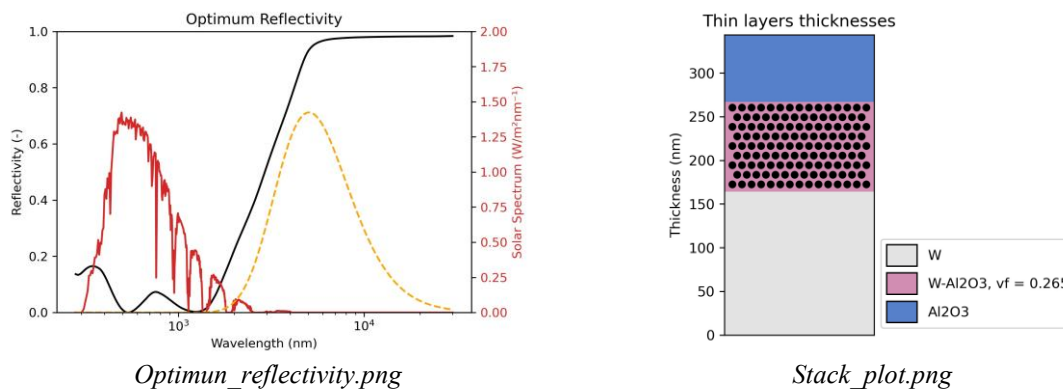 Optimum Reflectivity
1.0
0.8
0.6
0.4
0.2
0.0
Reflectivity (-)
10³
10⁴
Wavelength (nm)
2.00
1.75
1.50
1.25
1.00
0.75
0.50
0.25
0.00
Solar Spectrum (W/m²nm⁻¹)
Optimun_reflectivity.png
Thin layers thicknesses
300
250
200
150
100
50
0
Thickness (nm)
W
W-Al2O3, vf = 0.265
Al2O3
Stack_plot.png